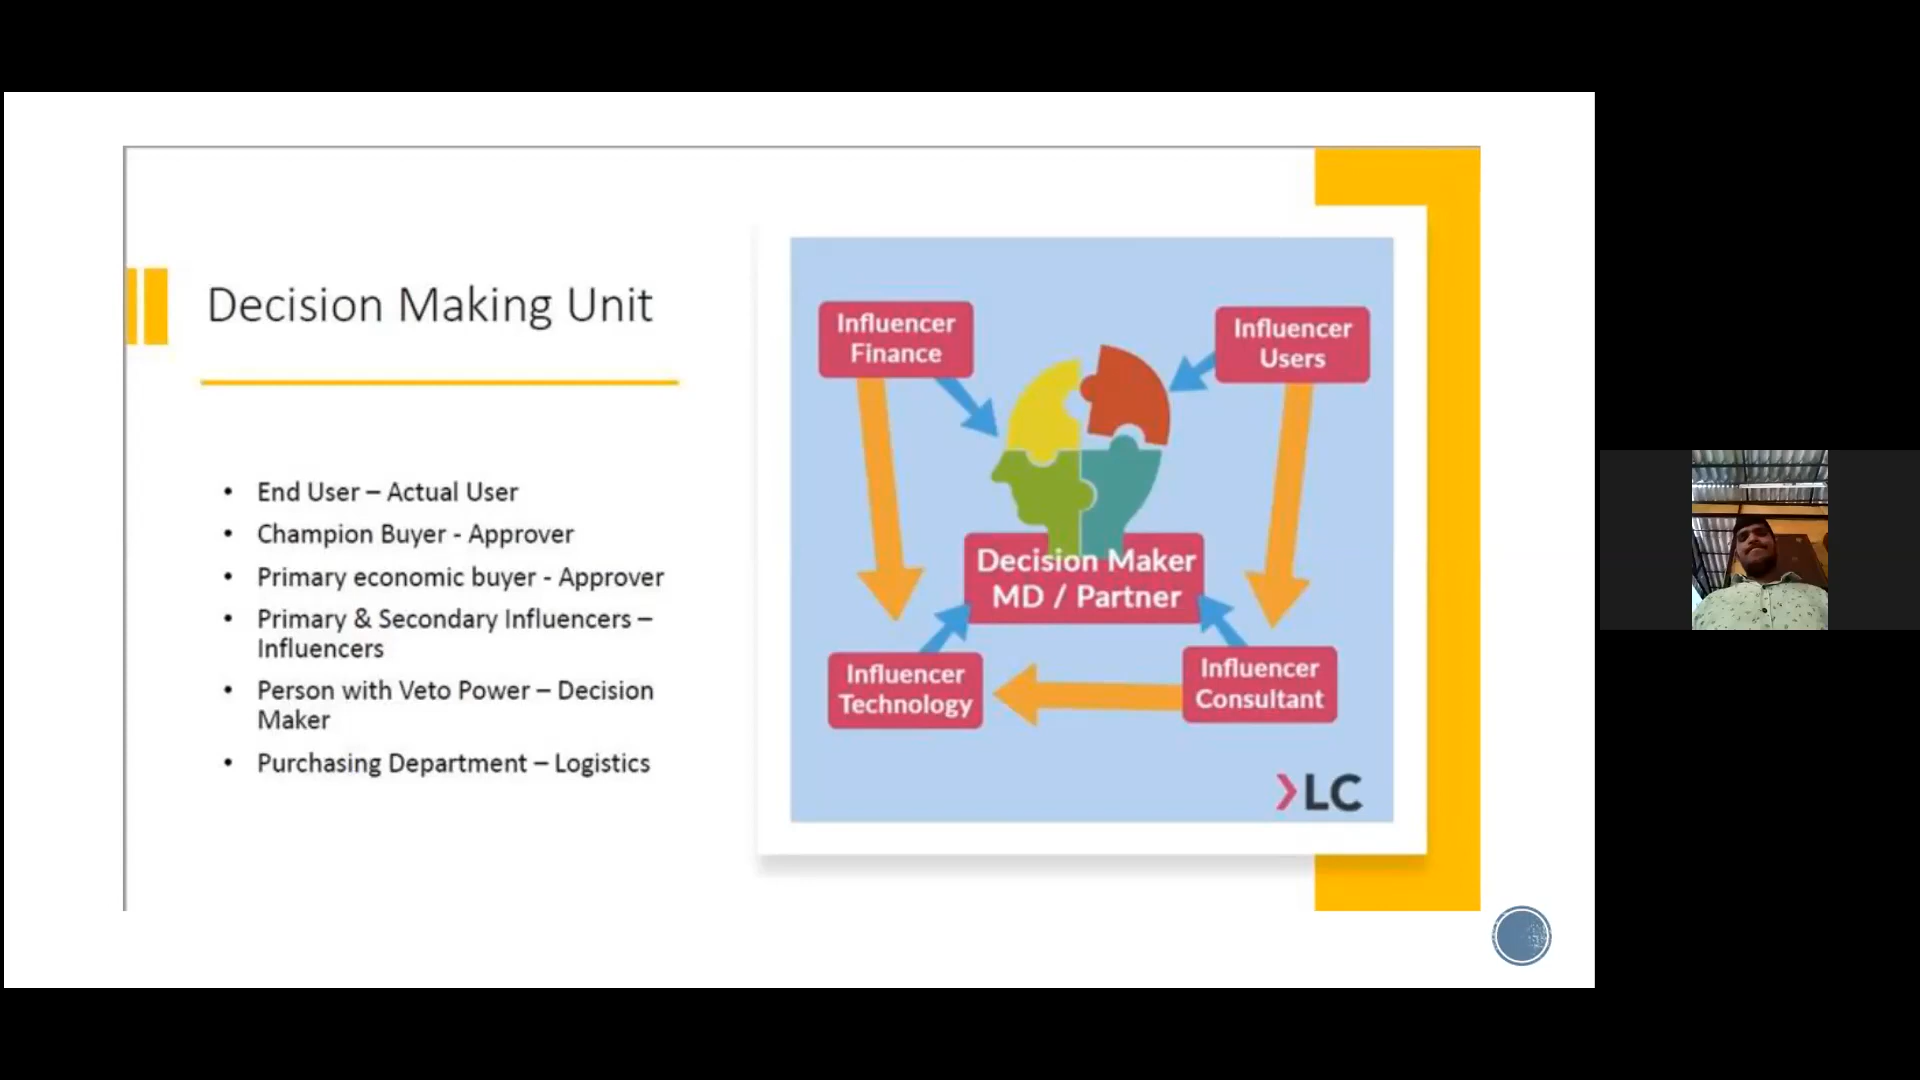 Decision Making Unit
• End User – Actual User
• Champion Buyer - Approver
• Primary economic buyer - Approver
• Primary & Secondary Influencers –
Influencers
• Person with Veto Power – Decision
Maker
• Purchasing Department – Logistics
Influencer
Finance
Influencer
Users
Decision Maker
MD / Partner
Influencer
Technology
Influencer
Consultant
LC